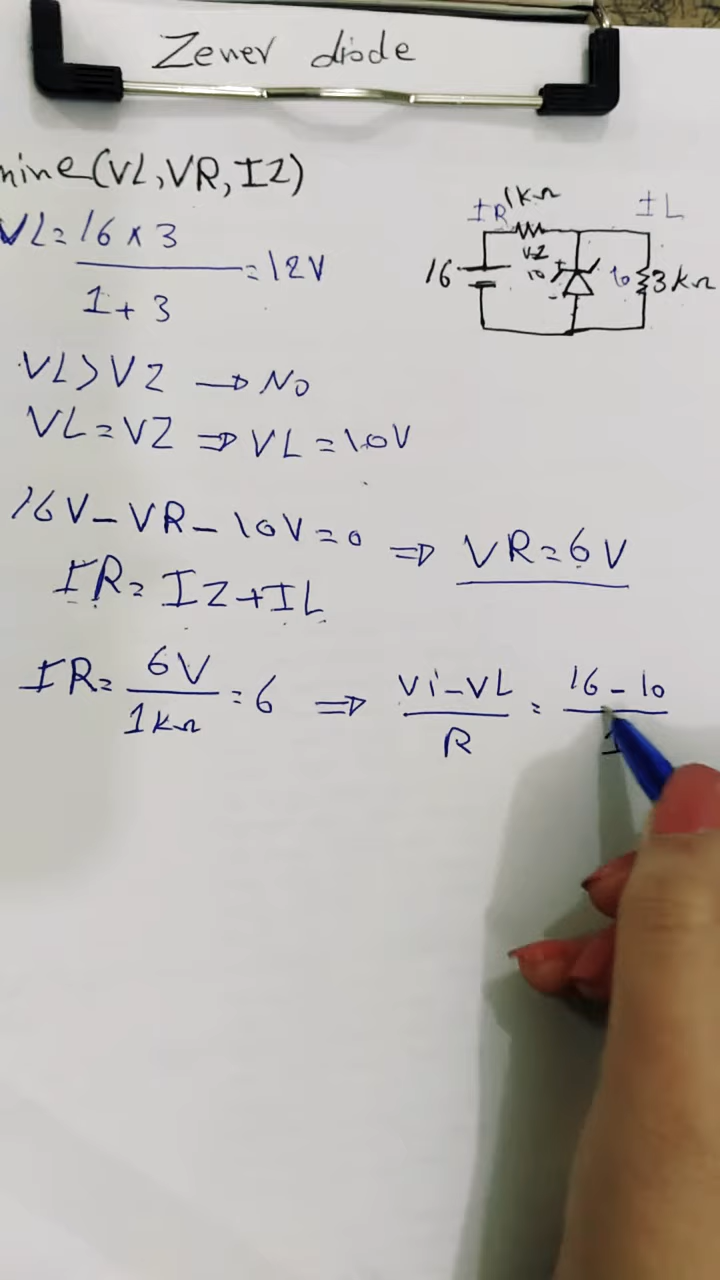 Zener diode
mine(VL,VR,IZ)
VL=16×3
1+3
=12V
IR 1kΩ IL
16 VZ 10 + - 10 3kΩ
VL>VZ → No
VL=VZ ⇒ VL=10V
16V-VR-10V=0 ⇒ VR=6V
IR=IZ+IL
IR=6V/1kΩ=6 ⇒ Vi-VL/R = 16-10/1